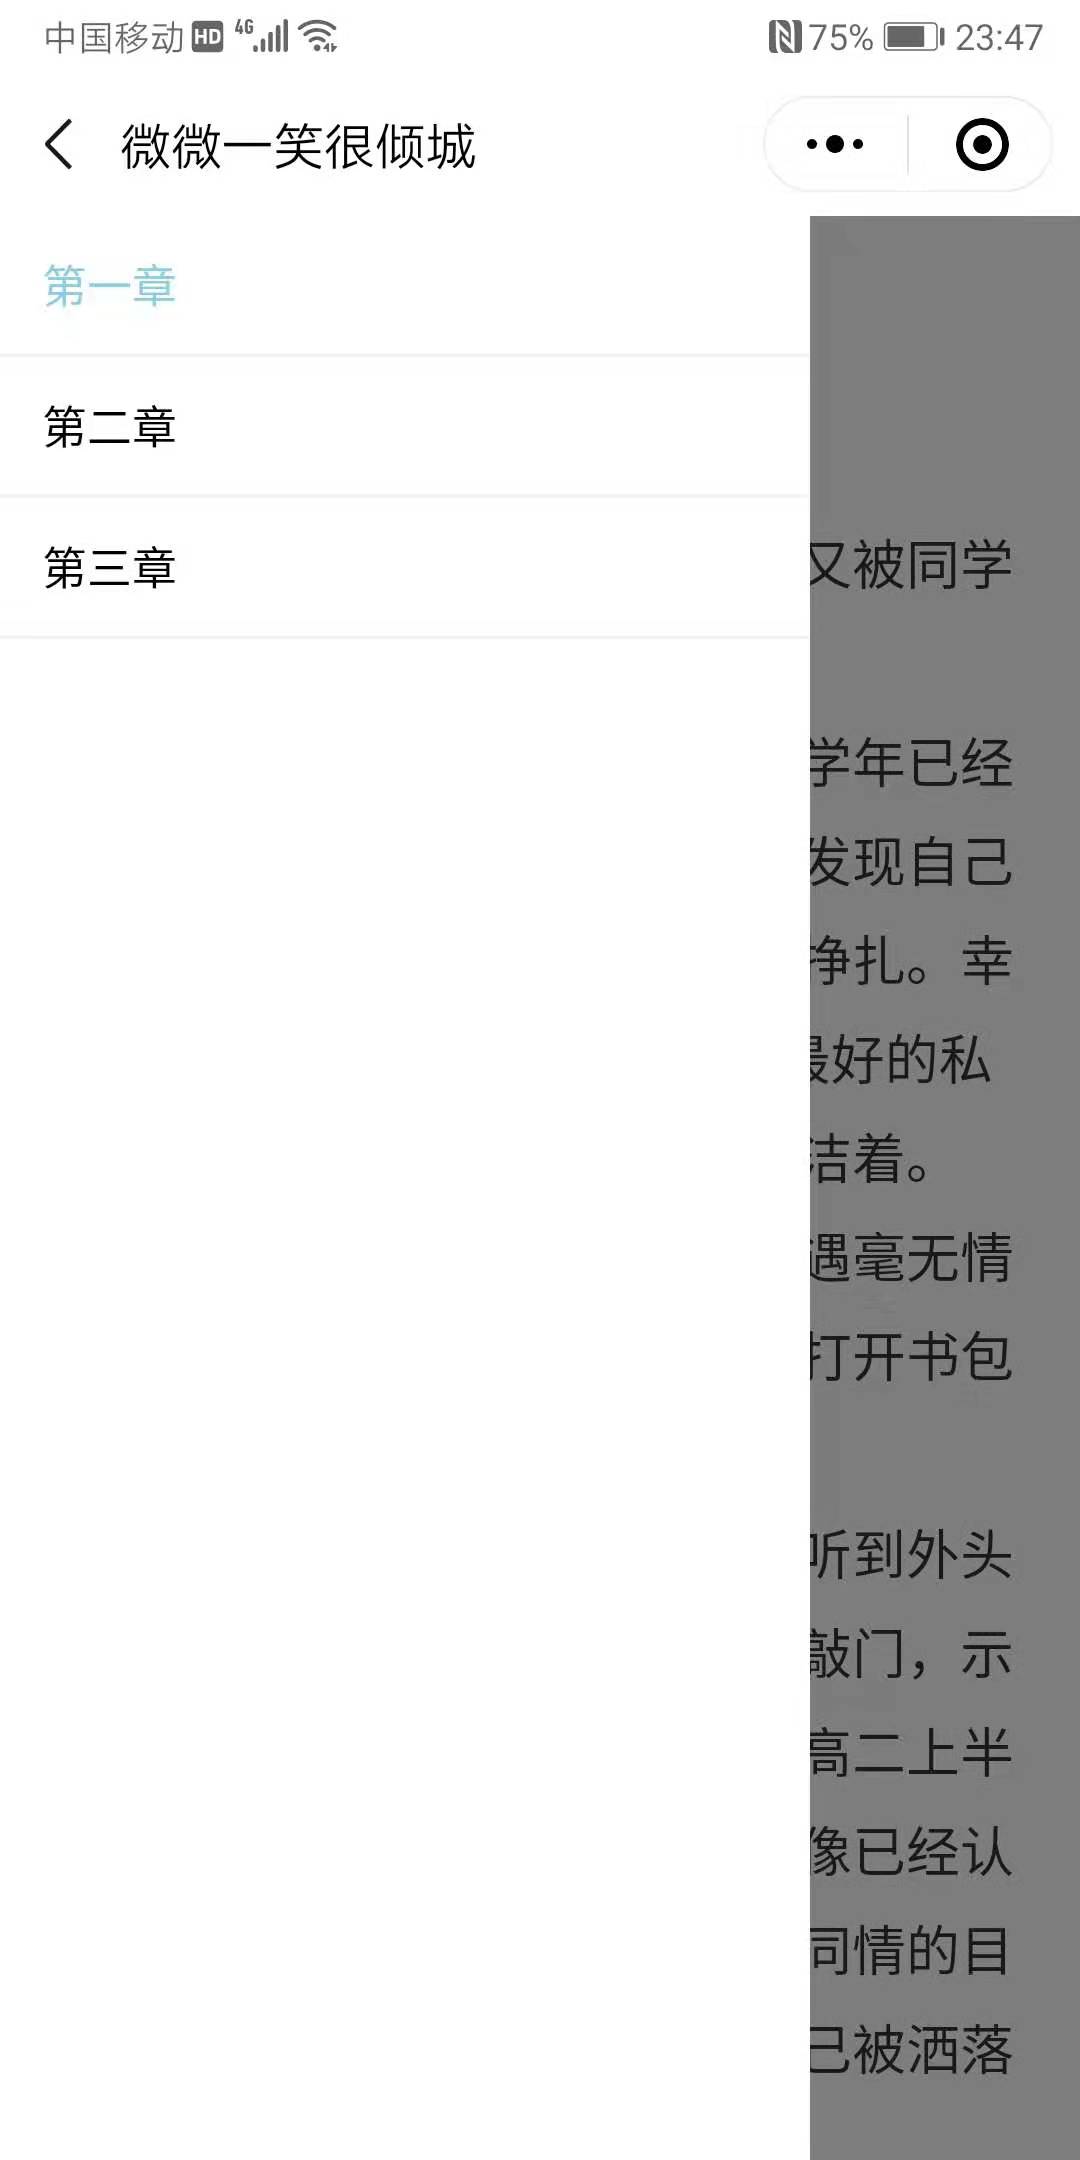 中国移动 HD 4G 75% 23:47
微微一笑很倾城
第一章
第二章
第三章
又被同学
学年已经
发现自己
挣扎。幸
最好的私
洁着。
遇毫无情
打开书包
听到外头
敲门，示
高二上半
像已经认
同情的目
己被洒落